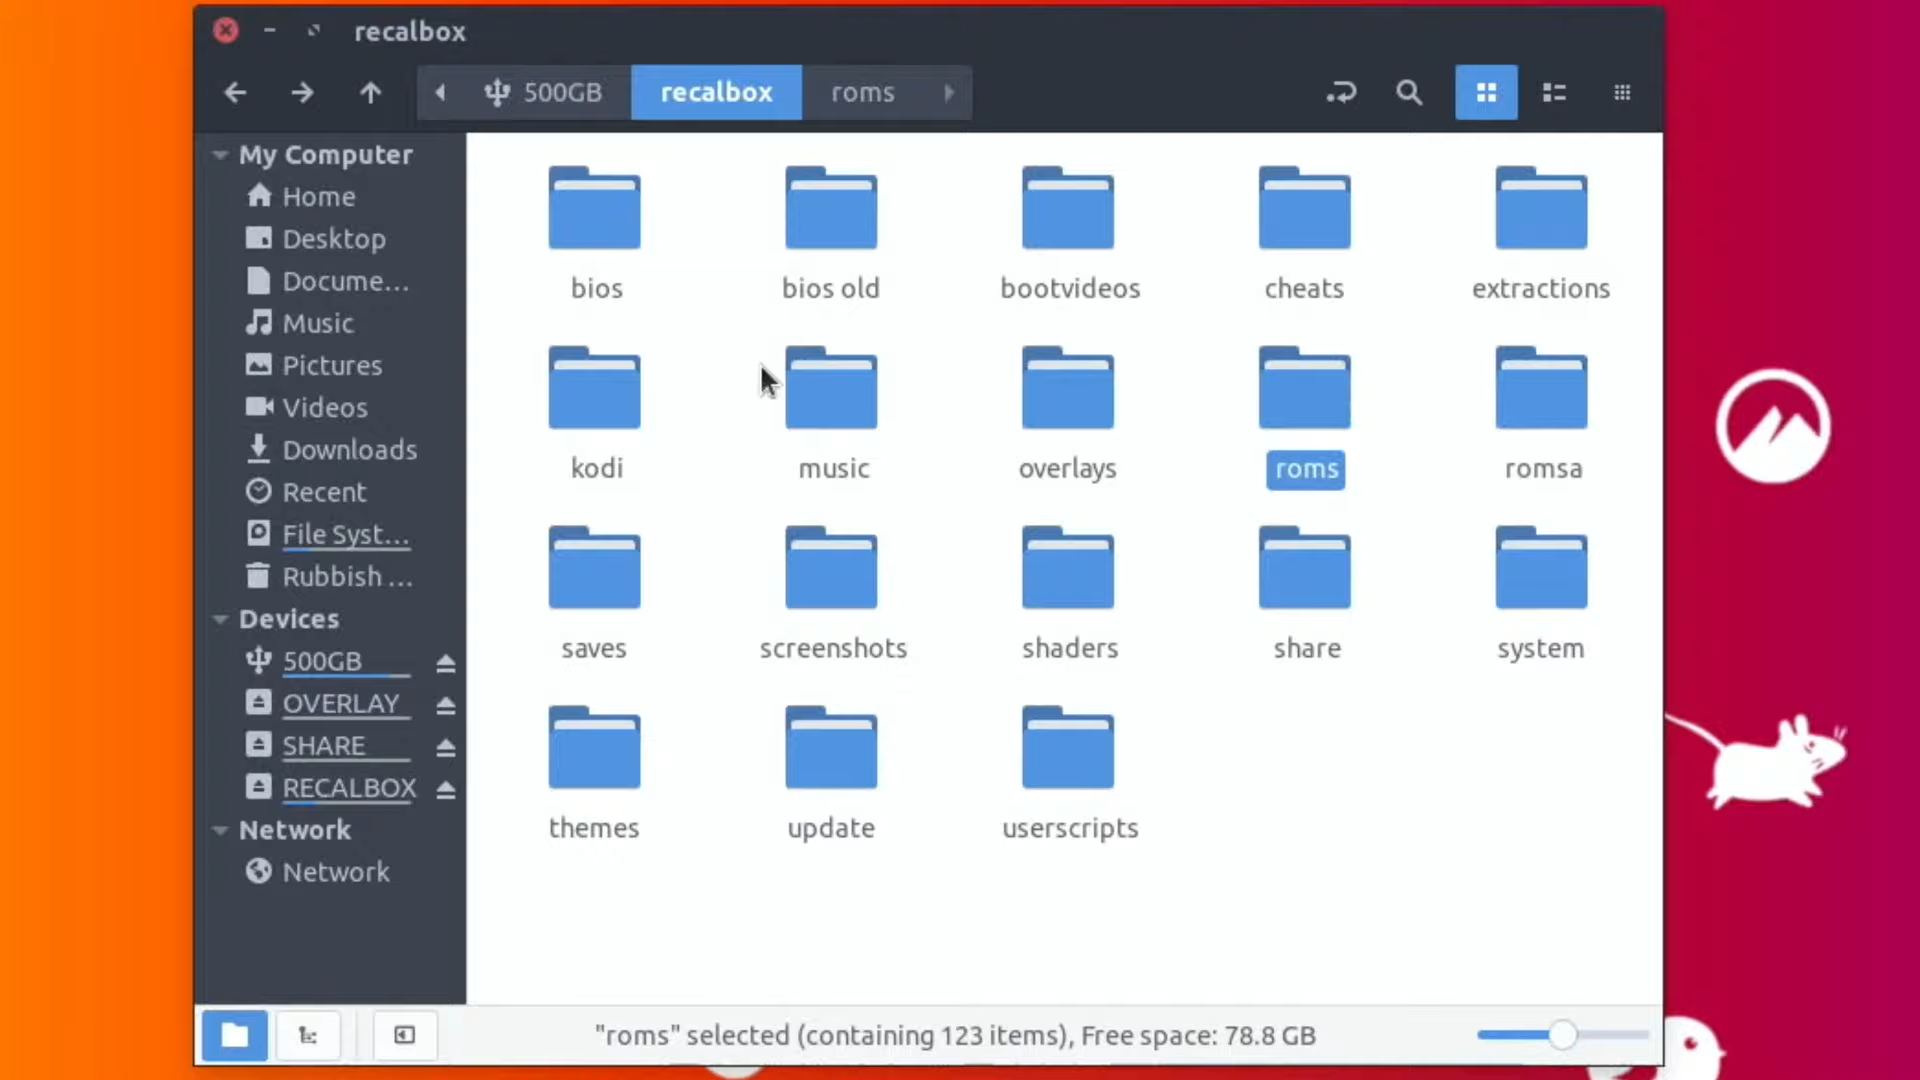 recalbox
500GB
recalbox
roms
My Computer
Home
Desktop
Docume...
Music
Pictures
Videos
Downloads
Recent
File Syst...
Rubbish ...
Devices
500GB
OVERLAY
SHARE
RECALBOX
Network
Network
bios
bios old
bootvideos
cheats
extractions
kodi
music
overlays
roms
romsa
saves
screenshots
shaders
share
system
themes
update
userscripts
"roms" selected (containing 123 items), Free space: 78.8 GB